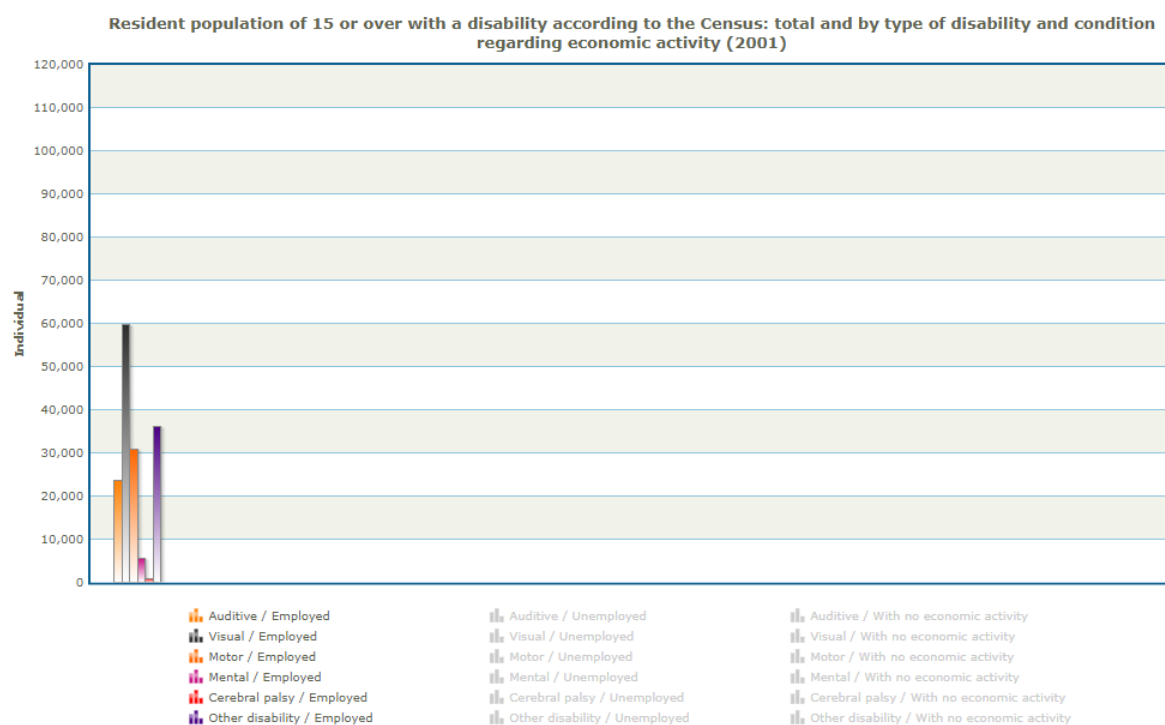 Resident population of 15 or over with a disability according to the Census: total and by type of disability and condition
regarding economic activity (2001)
120,000
110,000
100,000
90,000
80,000
70,000
60,000
50,000
40,000
30,000
20,000
10,000
0
Individual
Auditive / Employed
Visual / Employed
Motor / Employed
Mental / Employed
Cerebral palsy / Employed
Other disability / Employed
Auditive / Unemployed
Visual / Unemployed
Motor / Unemployed
Mental / Unemployed
Cerebral palsy / Unemployed
Other disability / Unemployed
Auditive / With no economic activity
Visual / With no economic activity
Motor / With no economic activity
Mental / With no economic activity
Cerebral palsy / With no economic activity
Other disability / With no economic activity